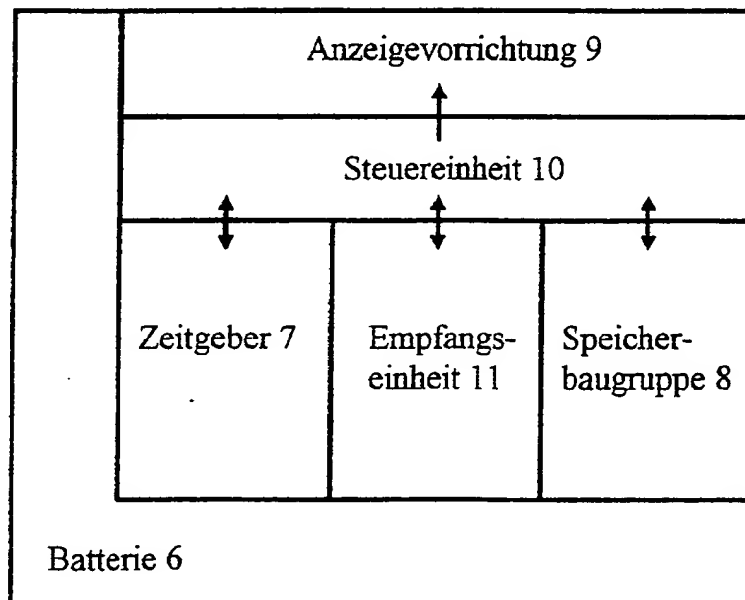 Anzeigevorrichtung 9
Steuereinheit 10
Zeitgeber 7
Empfangs-
einheit 11
Speicher-
baugruppe 8
Batterie 6